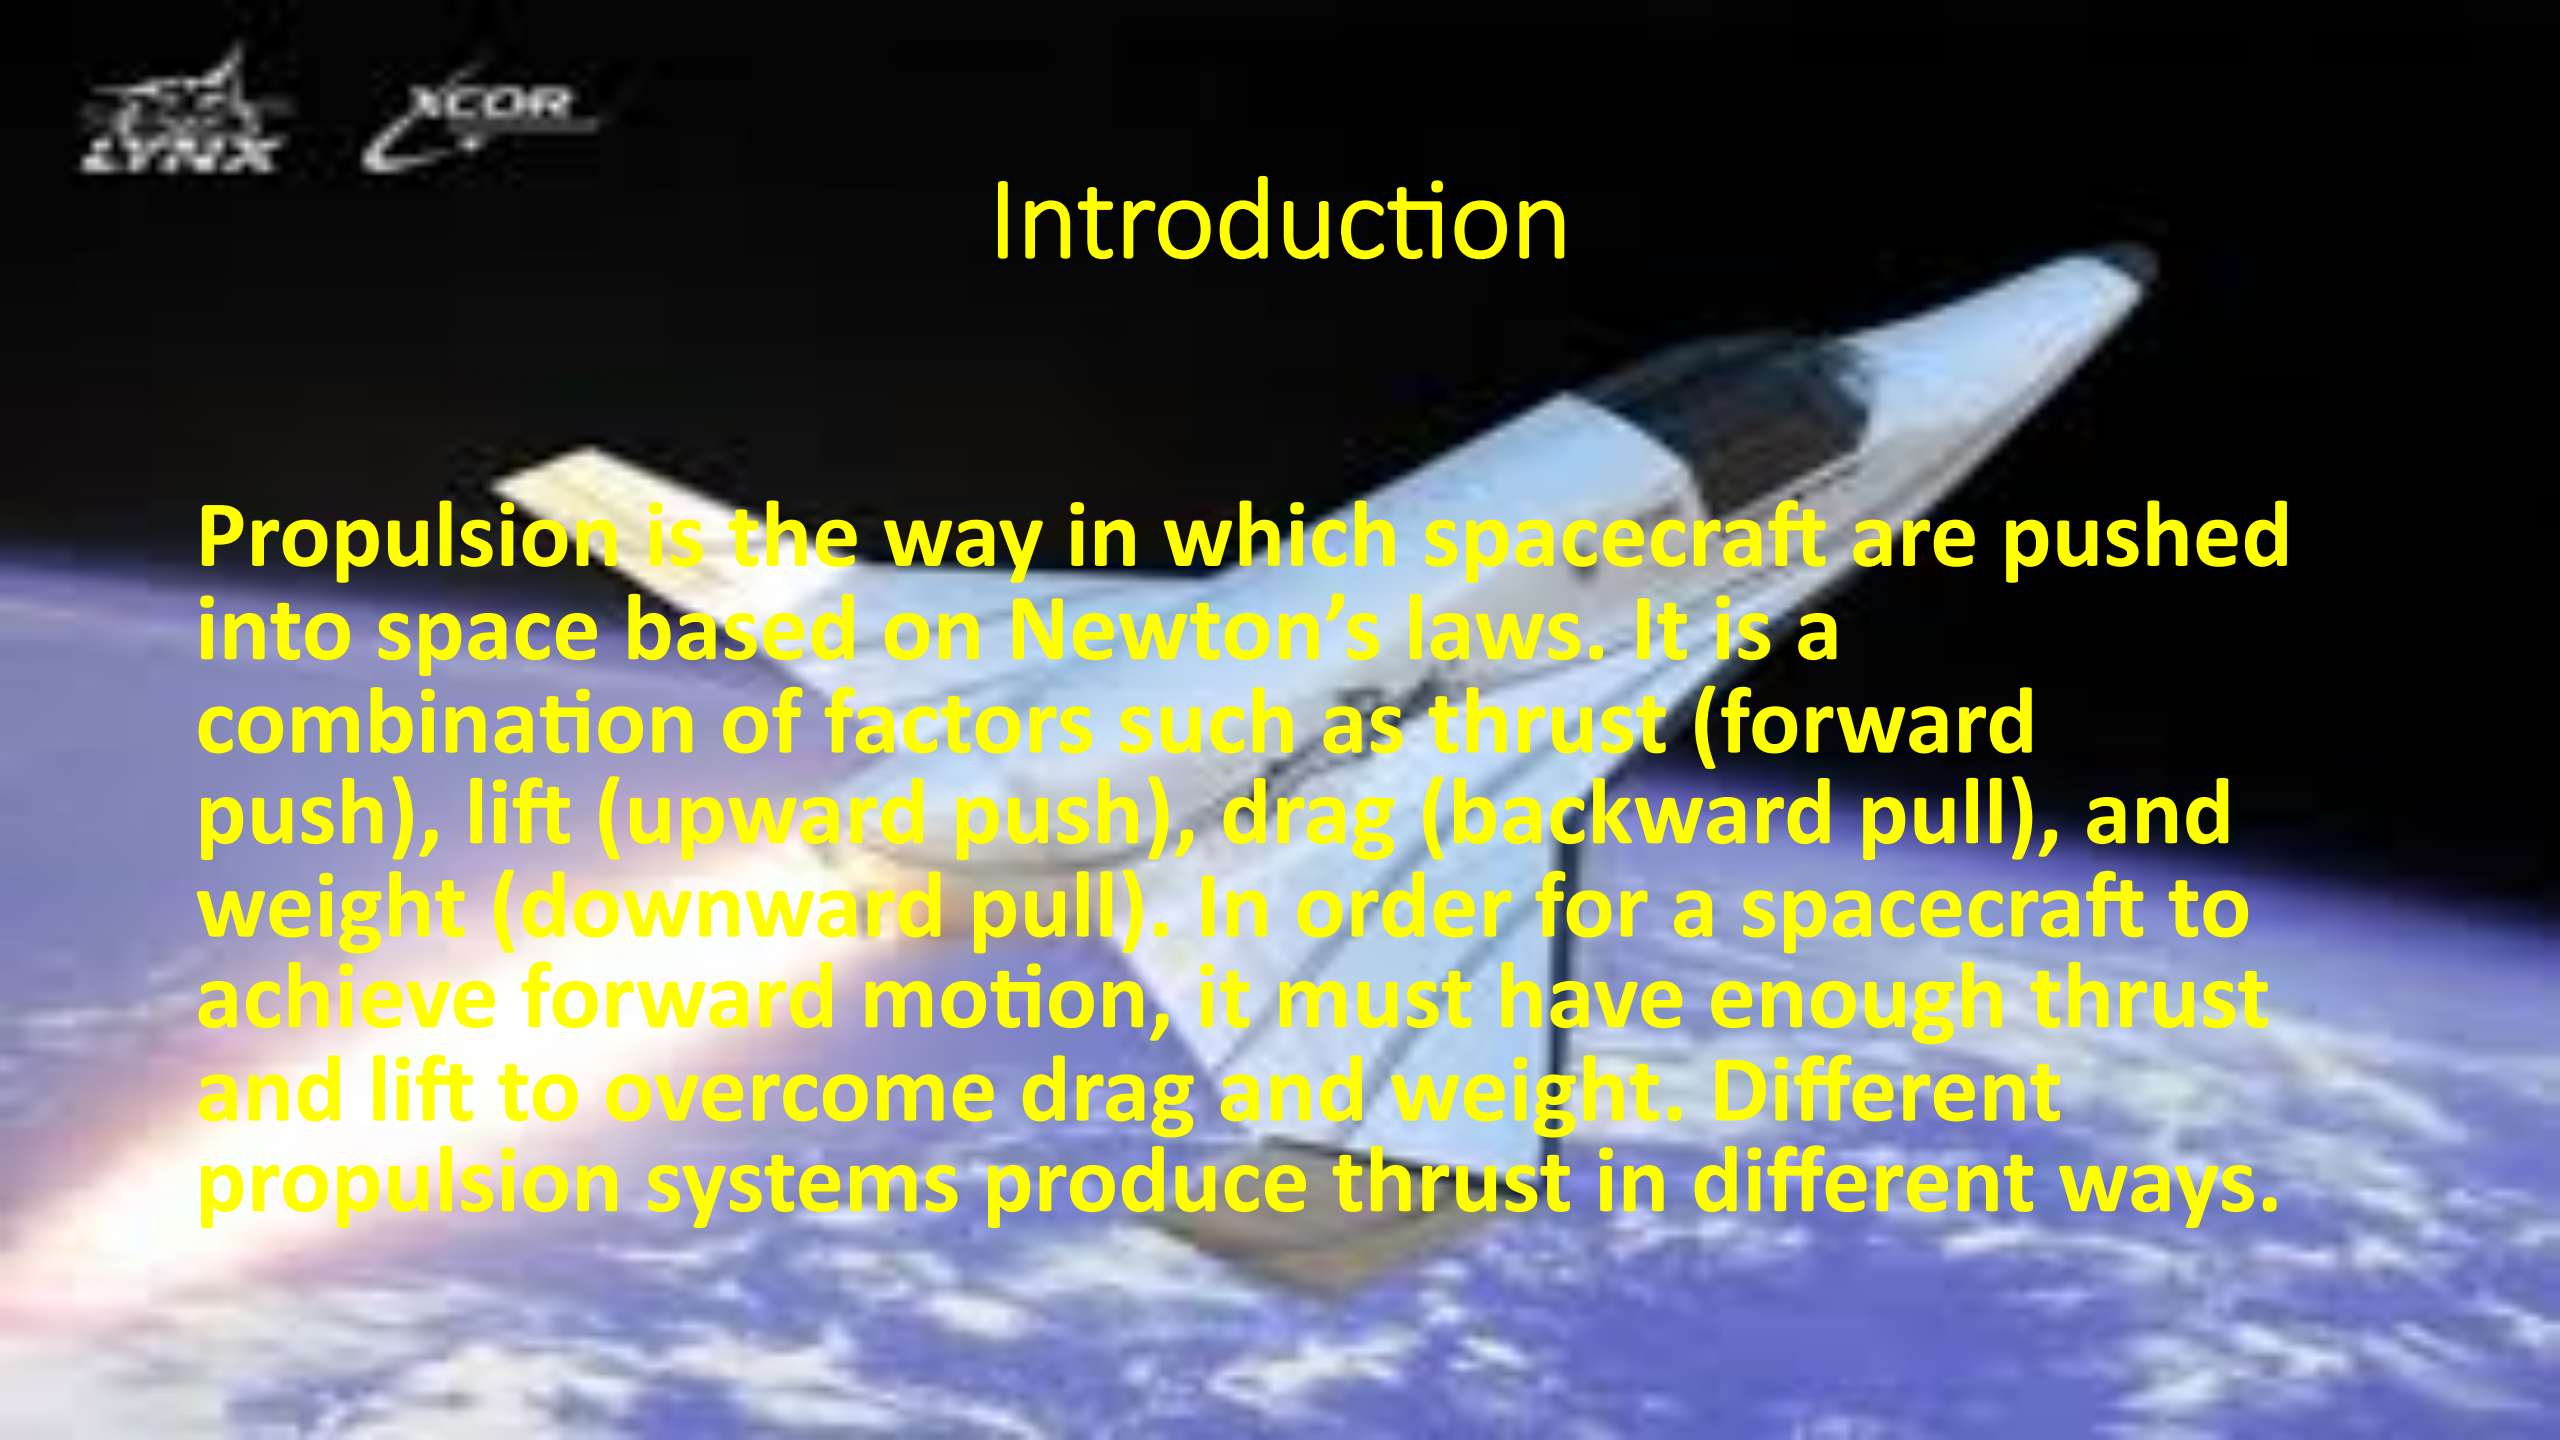 LYNX
XCOR
Introduction
Propulsion is the way in which spacecraft are pushed
into space based on Newton’s laws. It is a
combination of factors such as thrust (forward
push), lift (upward push), drag (backward pull), and
weight (downward pull). In order for a spacecraft to
achieve forward motion, it must have enough thrust
and lift to overcome drag and weight. Different
propulsion systems produce thrust in different ways.